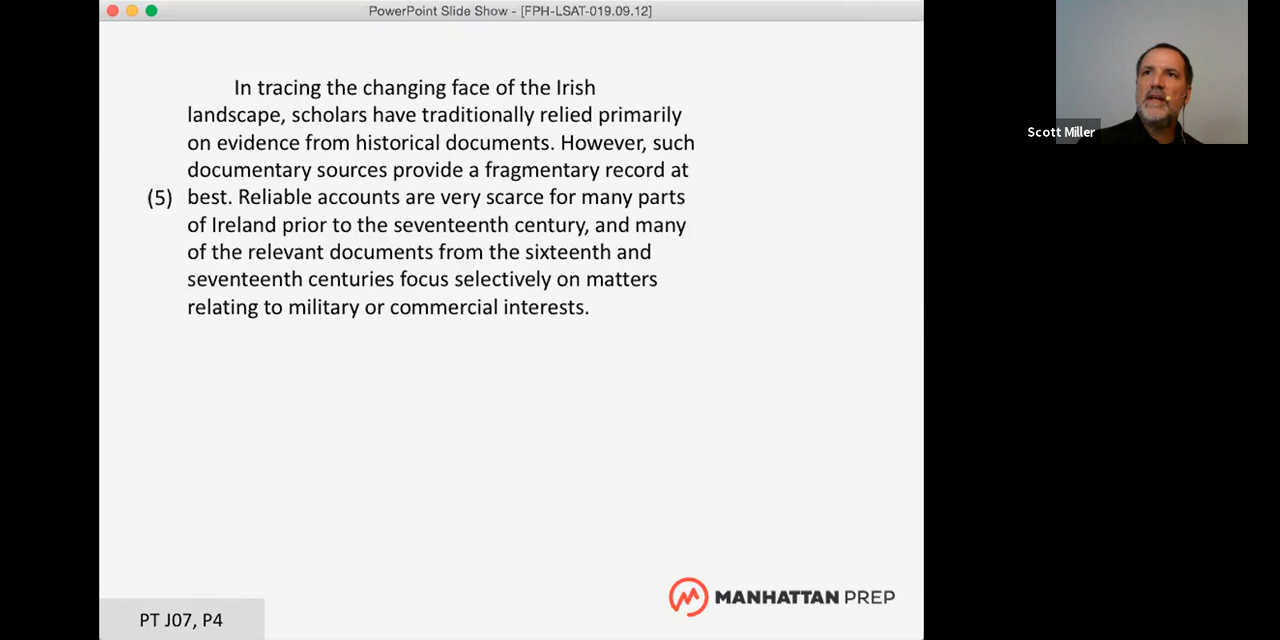 PowerPoint Slide Show - [FPH-LSAT-019.09.12]
In tracing the changing face of the Irish
landscape, scholars have traditionally relied primarily
on evidence from historical documents. However, such
documentary sources provide a fragmentary record at
(5) best. Reliable accounts are very scarce for many parts
of Ireland prior to the seventeenth century, and many
of the relevant documents from the sixteenth and
seventeenth centuries focus selectively on matters
relating to military or commercial interests.
Scott Miller
MANHATTAN PREP
PT J07, P4